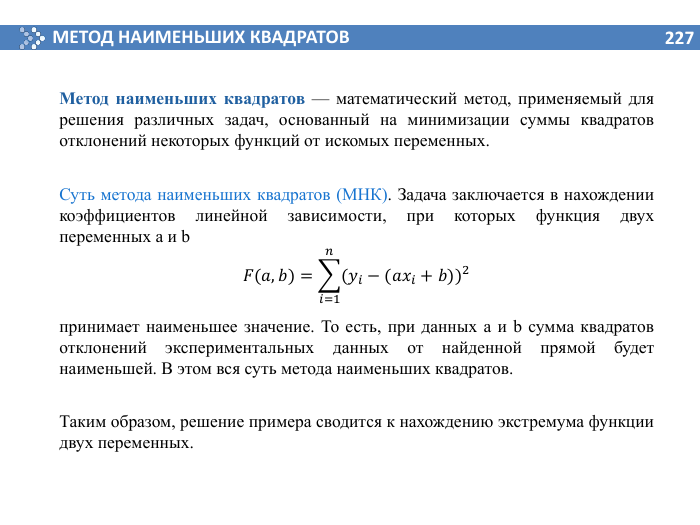 МЕТОД НАИМЕНЬШИХ КВАДРАТОВ 227
Метод наименьших квадратов — математический метод, применяемый для
решения различных задач, основанный на минимизации суммы квадратов
отклонений некоторых функций от искомых переменных.
Суть метода наименьших квадратов (МНК). Задача заключается в нахождении
коэффициентов линейной зависимости, при которых функция двух
переменных a и b
F(a, b) = ∑_{i=1}^{n} (y_i − (ax_i + b))^2
принимает наименьшее значение. То есть, при данных a и b сумма квадратов
отклонений экспериментальных данных от найденной прямой будет
наименьшей. В этом вся суть метода наименьших квадратов.
Таким образом, решение примера сводится к нахождению экстремума функции
двух переменных.